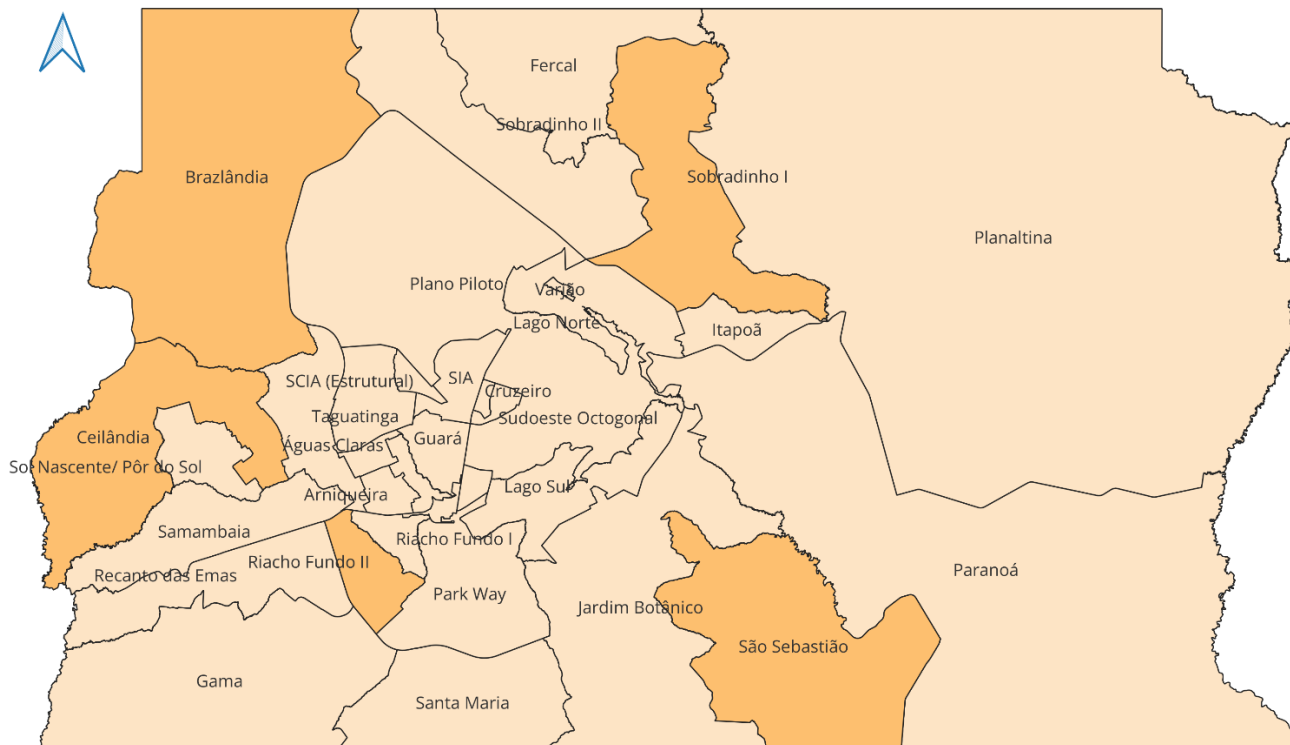 Fercal
Sobradinho II
Brazlândia
Sobradinho I
Planaltina
Plano Piloto
Varjão
Lago Norte
Itapoã
SCIA (Estrutural)
SIA
Cruzeiro
Taguatinga
Sudoeste Octogonal
Ceilândia
Águas Claras
Guará
Sol Nascente/ Pôr do Sol
Arniqueira
Lago Sul
Samambaia
Riacho Fundo I
Riacho Fundo II
Recanto das Emas
Paranoá
Park Way
Jardim Botânico
São Sebastião
Gama
Santa Maria